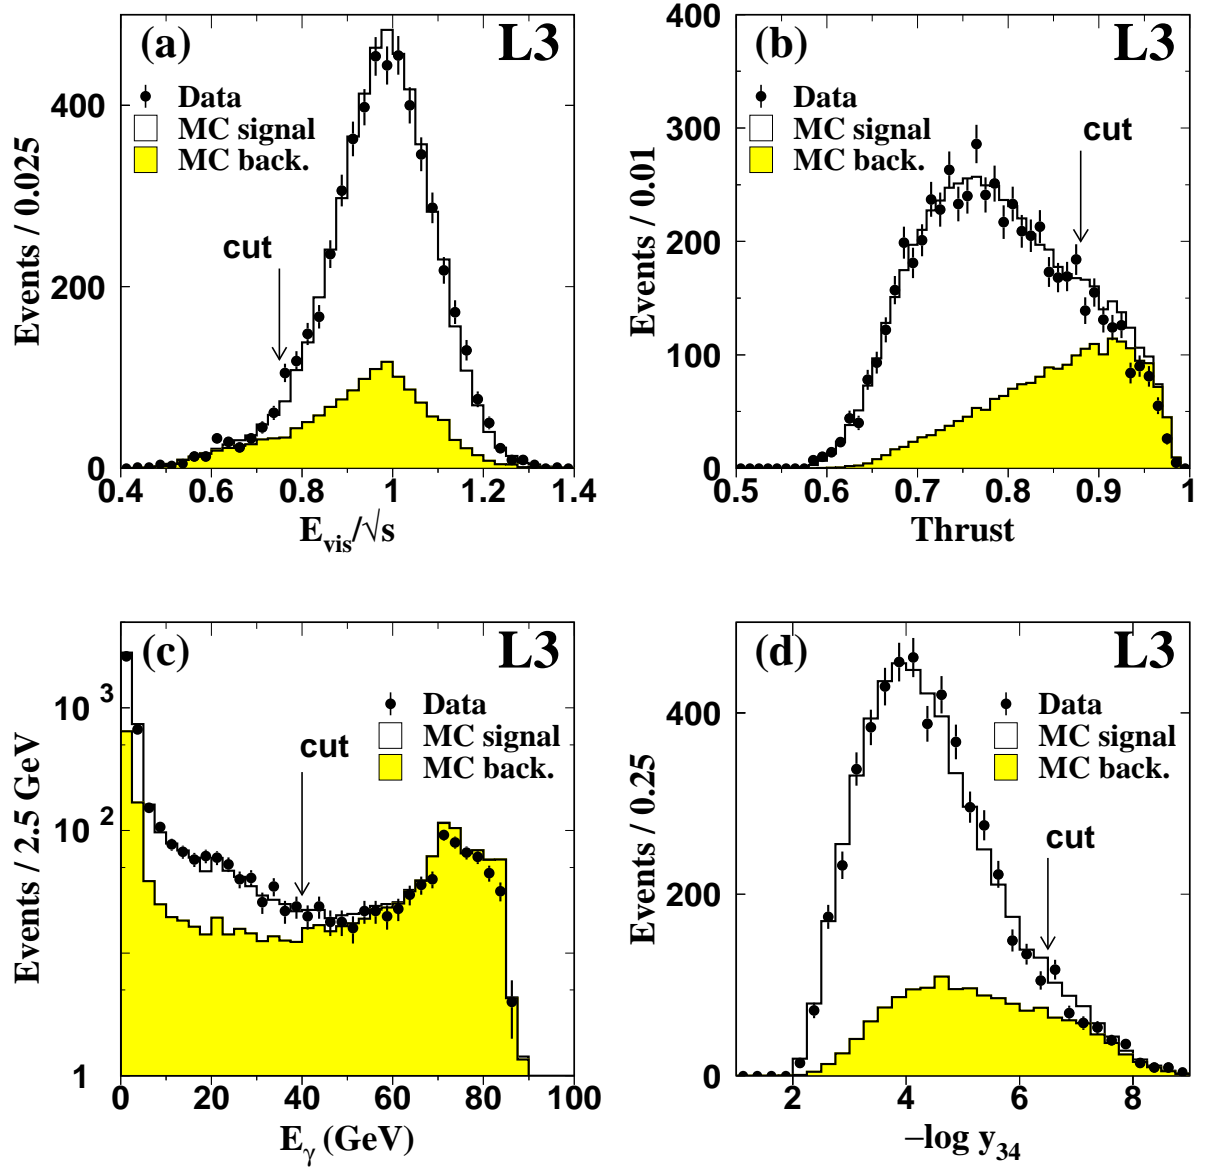 (a) L3
Data
MC signal
MC back.
cut
Events / 0.025
400
200
0
0.4 0.6 0.8 1 1.2 1.4
E_vis/√s
(b) L3
Data
MC signal
MC back.
cut
Events / 0.01
400
300
200
100
0
0.5 0.6 0.7 0.8 0.9 1
Thrust
(c) L3
Data
MC signal
MC back.
cut
Events / 2.5 GeV
10^3
10^2
1
0 20 40 60 80 100
E_γ (GeV)
(d) L3
Data
MC signal
MC back.
cut
Events / 0.25
400
200
0
2 4 6 8
−log y_34